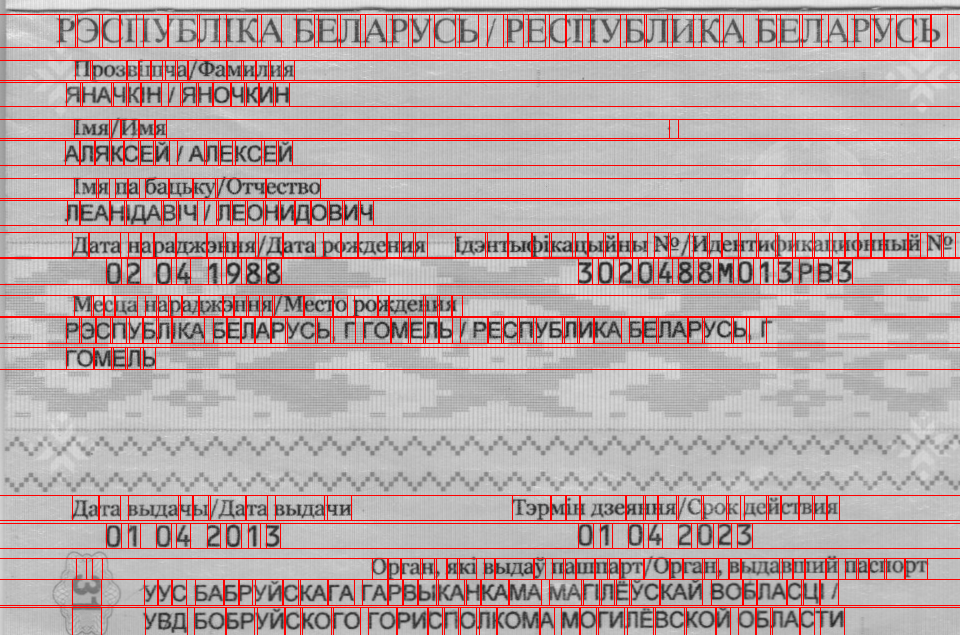 РЭСПУБЛІКА БЕЛАРУСЬ / РЕСПУБЛИКА БЕЛАРУСЬ
Прозвішча/Фамилия
ЯНАЧКІН / ЯНОЧКИН
Імя/Имя
АЛЯКСЕЙ / АЛЕКСЕЙ
Імя па бацьку/Отчество
ЛЕАНІДАВІЧ / ЛЕОНИДОВИЧ
Дата нараджэння/Дата рождения Ідэнтыфікацыйны №/Идентификационный №
02 04 1988 3020488M013PB3
Месца нараджэння/Место рождения
РЭСПУБЛІКА БЕЛАРУСЬ, Г ГОМЕЛЬ / РЕСПУБЛИКА БЕЛАРУСЬ, Г
ГОМЕЛЬ
Дата выдачы/Дата выдачи Тэрмін дзеяння/Срок действия
01 04 2013 01 04 2023
Орган, які выдаў пашпарт/Орган, выдавший паспорт
УУС БАБРУЙСКАГА ГАРВЫКАНКАМА МАГІЛЁЎСКАЙ ВОБЛАСЦІ /
УВД БОБРУЙСКОГО ГОРИСПОЛКОМА МОГИЛЁВСКОЙ ОБЛАСТИ
31